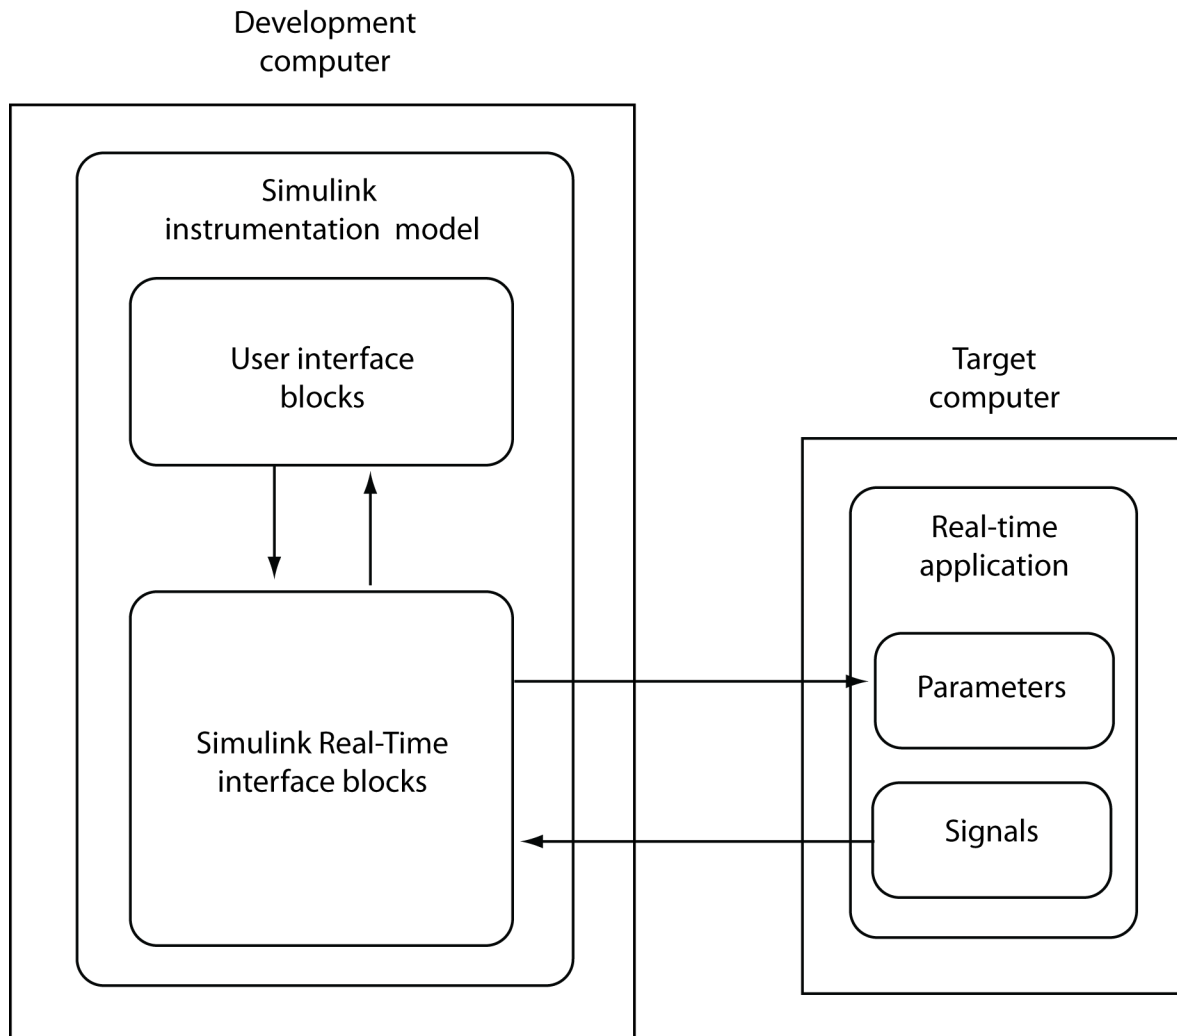 Development
computer
Simulink
instrumentation model
User interface
blocks
Simulink Real-Time
interface blocks
Target
computer
Real-time
application
Parameters
Signals